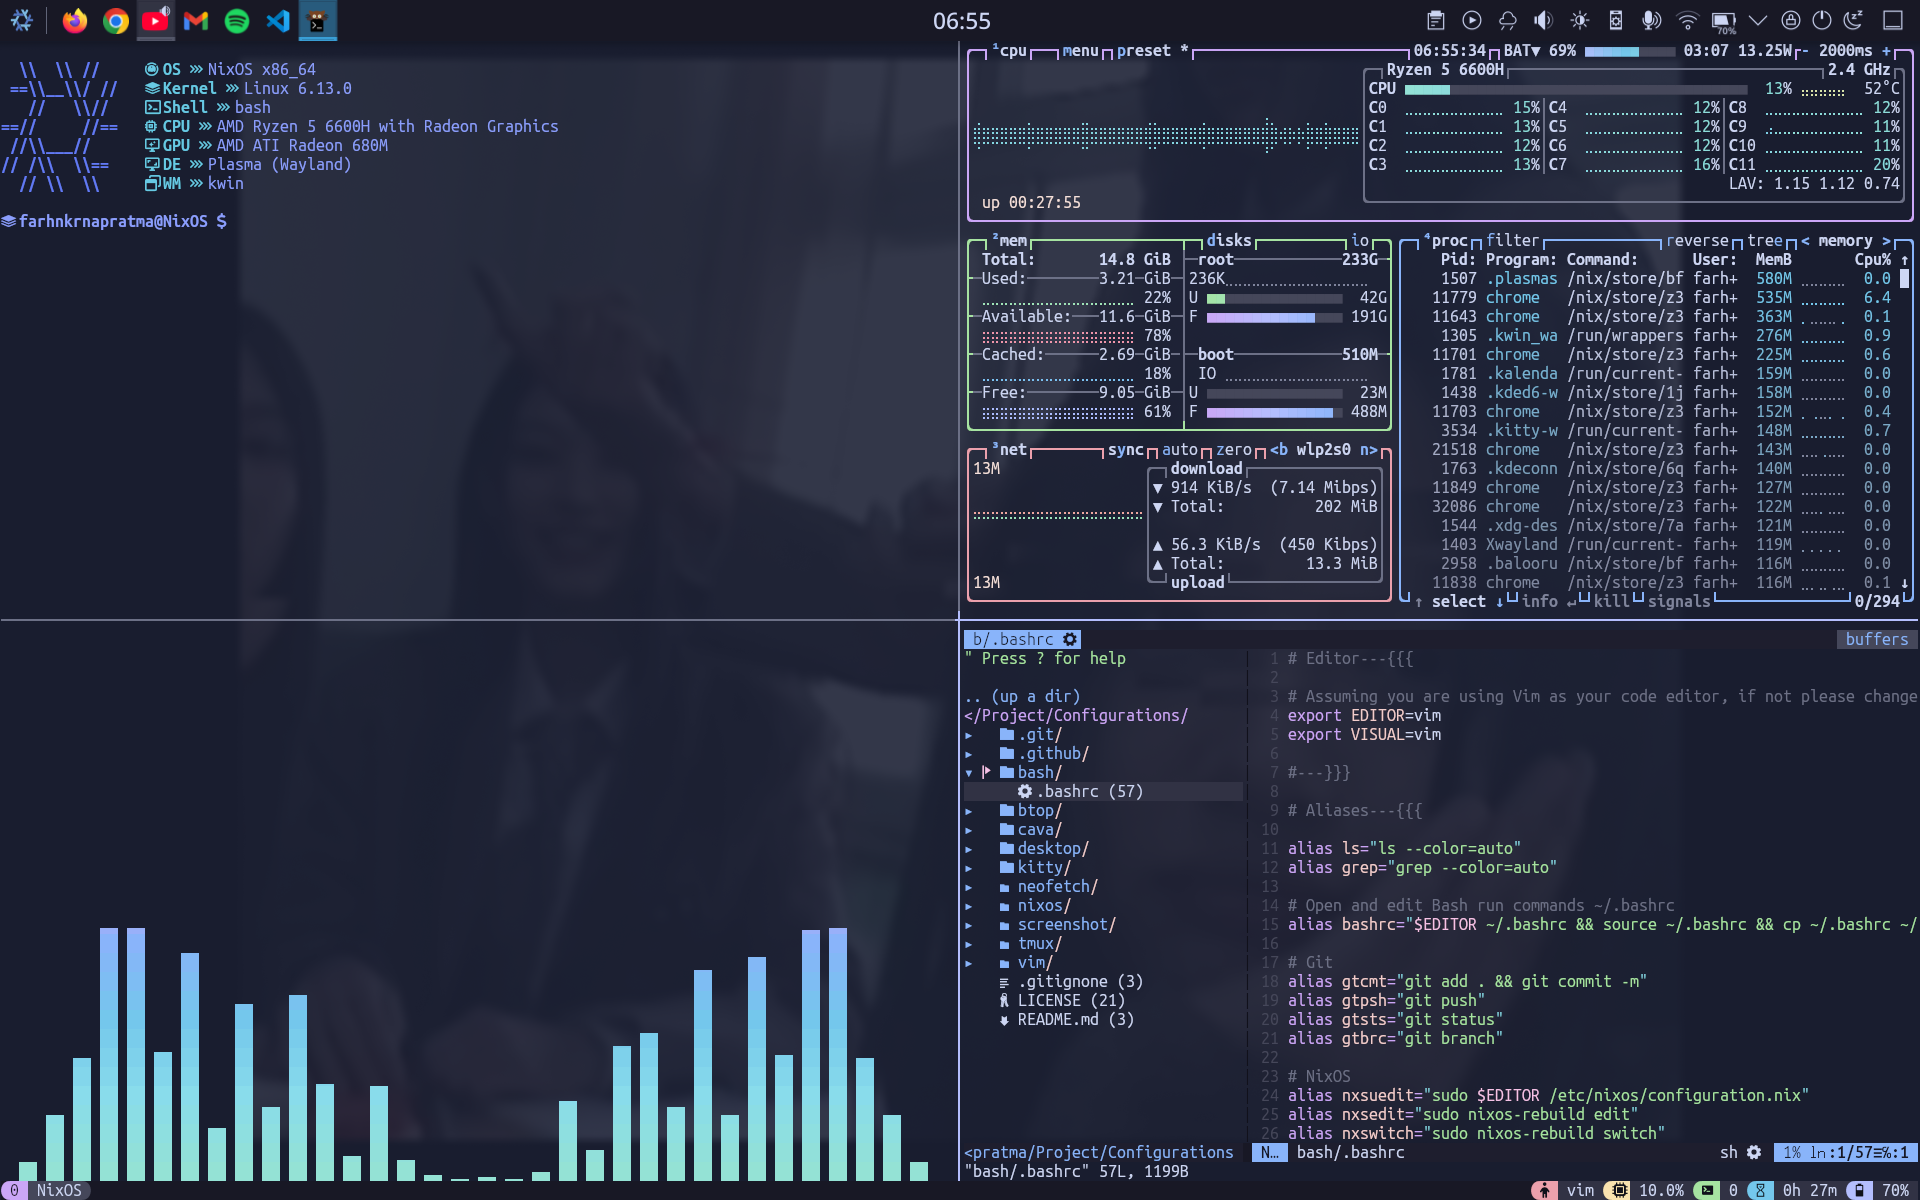 06:55
70%
OS NixOS x86_64
Kernel Linux 6.13.0
Shell bash
CPU AMD Ryzen 5 6600H with Radeon Graphics
GPU AMD ATI Radeon 680M
DE Plasma (Wayland)
WM kwin
farhnkrnapratma@NixOS $
¹cpu menu preset * 06:55:34 BAT▼ 69% 03:07 13.25W - 2000ms +
Ryzen 5 6600H 2.4 GHz
CPU 13% 52°C
C0 15% C4 12% C8 12%
C1 13% C5 12% C9 11%
C2 12% C6 12% C10 11%
C3 13% C7 16% C11 20%
LAV: 1.15 1.12 0.74
up 00:27:55
²mem disks io
Total: 14.8 GiB root 233G
Used: 3.21 GiB 236K
22% U 42G
Available: 11.6 GiB F 191G
78%
Cached: 2.69 GiB boot 510M
18% IO
Free: 9.05 GiB U 23M
61% F 488M
³net sync auto zero <b wlp2s0 n>
13M download
▼ 914 KiB/s (7.14 Mibps)
▼ Total: 202 MiB
▲ 56.3 KiB/s (450 Kibps)
▲ Total: 13.3 MiB
13M upload
⁴proc filter reverse tree < memory >
Pid: Program: Command: User: MemB Cpu% ↑
1507 .plasmas /nix/store/bf farh+ 580M 0.0
11779 chrome /nix/store/z3 farh+ 535M 6.4
11643 chrome /nix/store/z3 farh+ 363M 0.1
1305 .kwin_wa /run/wrappers farh+ 276M 0.9
11701 chrome /nix/store/z3 farh+ 225M 0.6
1781 .kalenda /run/current- farh+ 159M 0.0
1438 .kded6-w /nix/store/1j farh+ 158M 0.0
11703 chrome /nix/store/z3 farh+ 152M 0.4
3534 .kitty-w /run/current- farh+ 148M 0.7
21518 chrome /nix/store/z3 farh+ 143M 0.0
1763 .kdeconn /nix/store/6q farh+ 140M 0.0
11849 chrome /nix/store/z3 farh+ 127M 0.0
32086 chrome /nix/store/z3 farh+ 122M 0.0
1544 .xdg-des /nix/store/7a farh+ 121M 0.0
1403 Xwayland /run/current- farh+ 119M 0.0
2958 .balooru /nix/store/bf farh+ 116M 0.0
11838 chrome /nix/store/z3 farh+ 116M 0.1 ↓
↑ select ↓ info ↵ kill signals 0/294
b/.bashrc buffers
" Press ? for help
.. (up a dir)
</Project/Configurations/
▸ .git/
▸ .github/
▾ bash/
.bashrc (57)
▸ btop/
▸ cava/
▸ desktop/
▸ kitty/
▸ neofetch/
▸ nixos/
▸ screenshot/
▸ tmux/
▸ vim/
.gitignone (3)
LICENSE (21)
README.md (3)
1 # Editor---{{{
2
3 # Assuming you are using Vim as your code editor, if not please change
4 export EDITOR=vim
5 export VISUAL=vim
6
7 #---}}}
8
9 # Aliases---{{{
10
11 alias ls="ls --color=auto"
12 alias grep="grep --color=auto"
13
14 # Open and edit Bash run commands ~/.bashrc
15 alias bashrc="$EDITOR ~/.bashrc && source ~/.bashrc && cp ~/.bashrc ~/
16
17 # Git
18 alias gtcmt="git add . && git commit -m"
19 alias gtpsh="git push"
20 alias gtsts="git status"
21 alias gtbrc="git branch"
22
23 # NixOS
24 alias nxsuedit="sudo $EDITOR /etc/nixos/configuration.nix"
25 alias nxsedit="sudo nixos-rebuild edit"
26 alias nxswitch="sudo nixos-rebuild switch"
<pratma/Project/Configurations N… bash/.bashrc sh 1% ln:1/57≡%:1
"bash/.bashrc" 57L, 1199B
0 NixOS vim 10.0% 0 0h 27m 70%